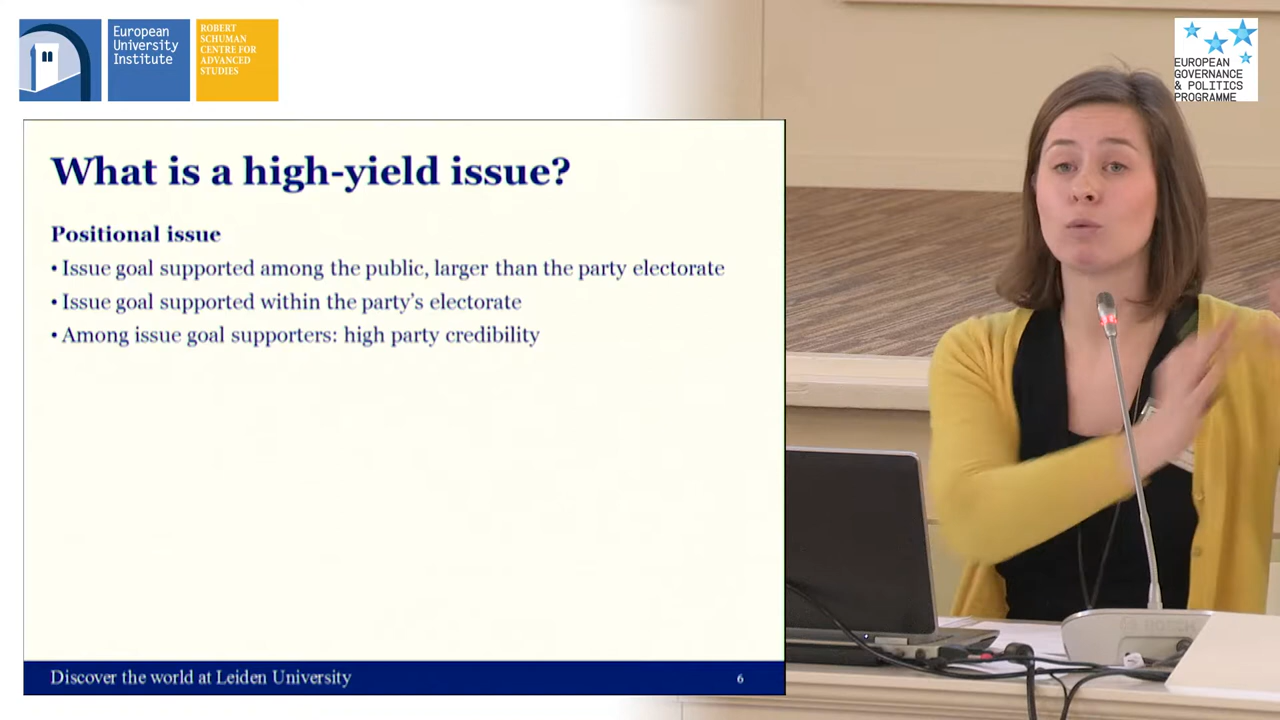 European
University
Institute
ROBERT
SCHUMAN
CENTRE FOR
ADVANCED
STUDIES
EUROPEAN
GOVERNANCE
& POLITICS
PROGRAMME
What is a high-yield issue?
Positional issue
• Issue goal supported among the public, larger than the party electorate
• Issue goal supported within the party's electorate
• Among issue goal supporters: high party credibility
Discover the world at Leiden University
6
BOSCH